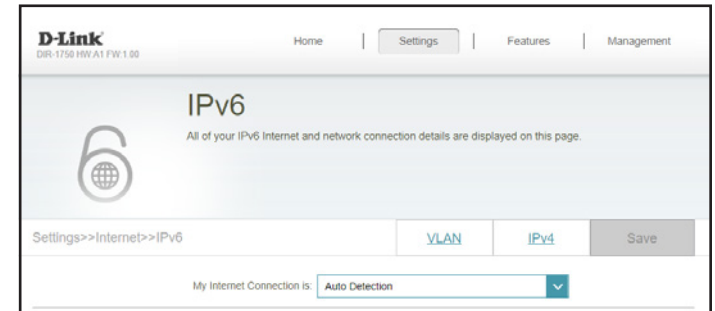 D-Link
DIR-1750 HW:A1 FW:1.00
Home | Settings | Features | Management
IPv6
All of your IPv6 Internet and network connection details are displayed on this page.
Settings>>Internet>>IPv6
VLAN
IPv4
Save
My Internet Connection is: Auto Detection